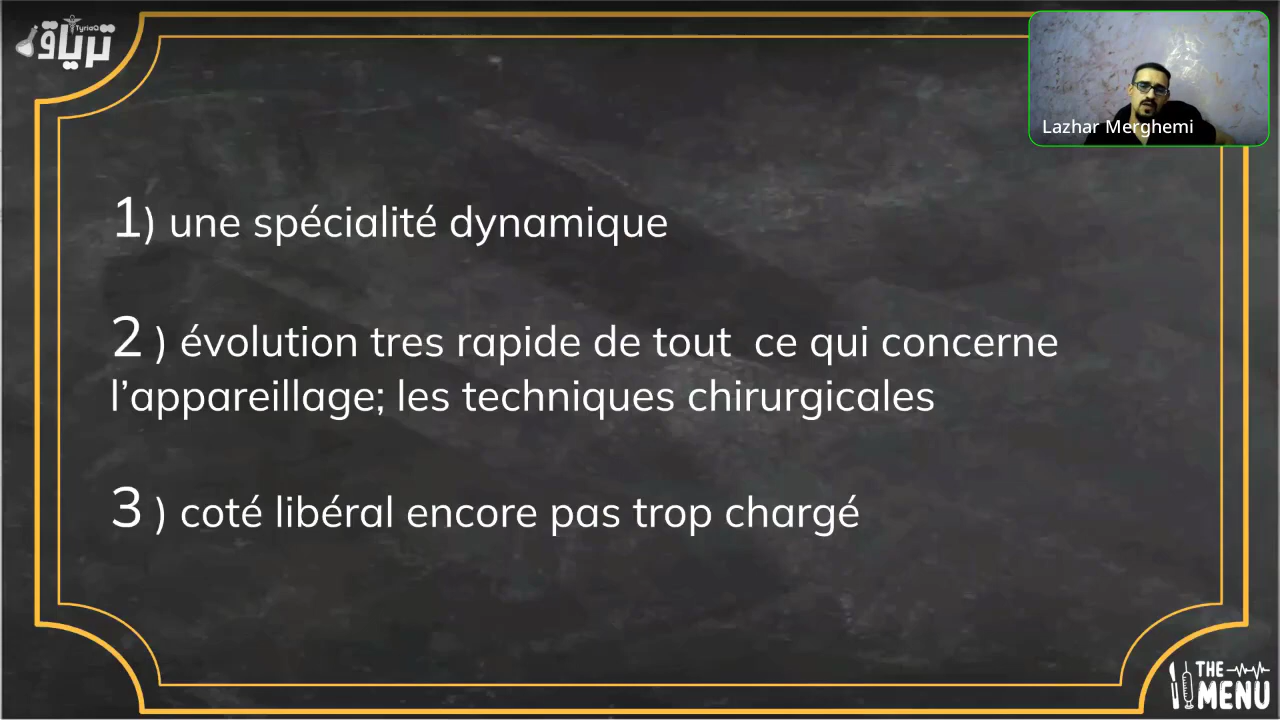 TyriaQ
ترياق
Lazhar Merghemi
1) une spécialité dynamique
2 ) évolution tres rapide de tout  ce qui concerne
l’appareillage; les techniques chirurgicales
3 ) coté libéral encore pas trop chargé
THE
MENU